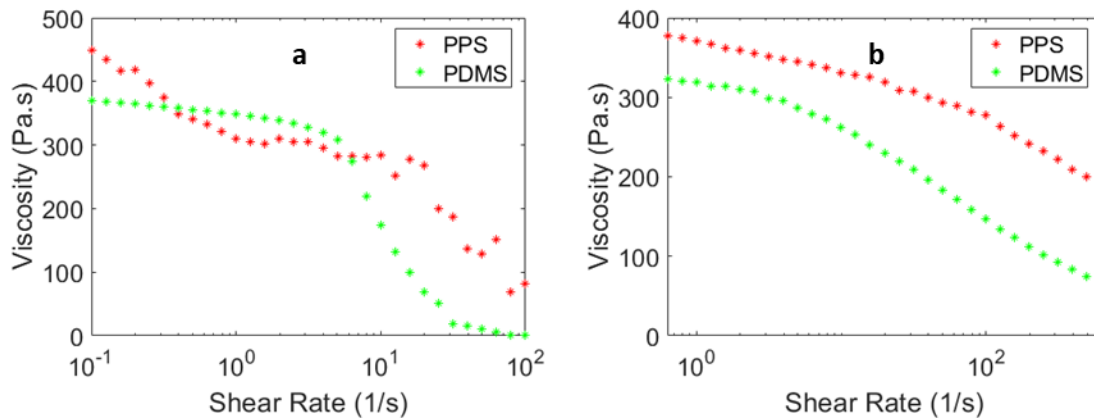 500
400
300
200
100
0
Viscosity (Pa.s)
a
PPS
PDMS
10^-1
10^0
10^1
10^2
Shear Rate (1/s)
400
300
200
100
0
Viscosity (Pa.s)
b
PPS
PDMS
10^0
10^2
Shear Rate (1/s)